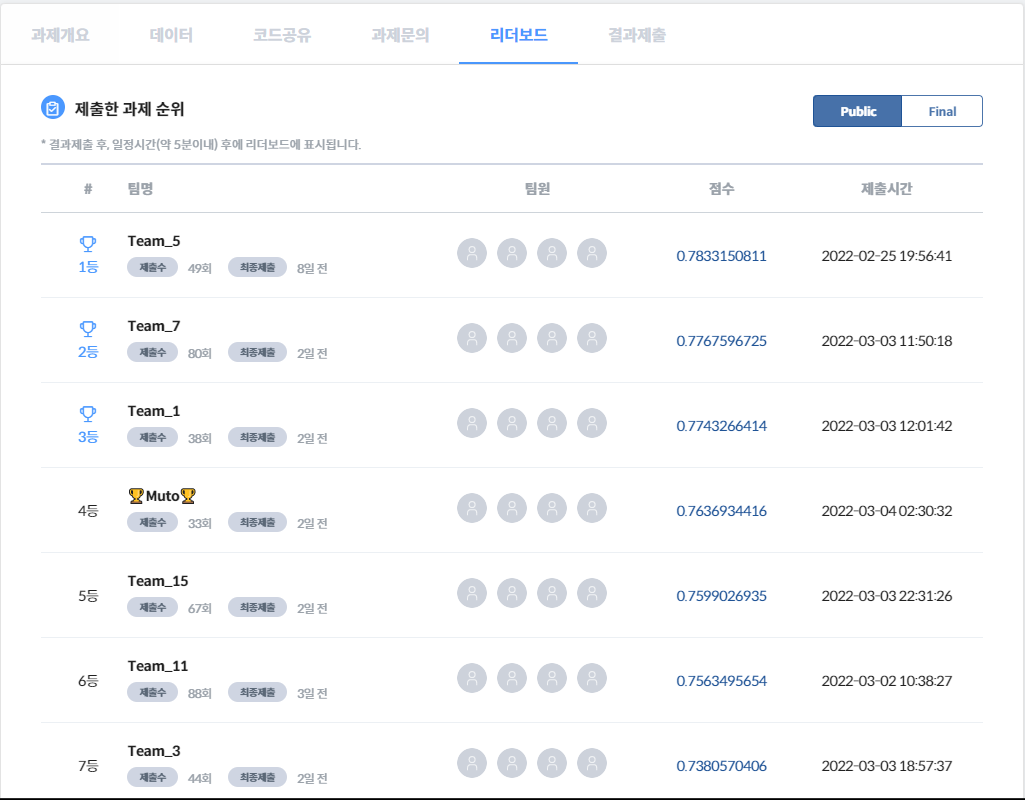 과제개요 데이터 코드공유 과제문의 리더보드 결과제출
제출한 과제 순위 Public Final
* 결과제출 후, 일정시간(약 5분이내) 후에 리더보드에 표시됩니다.
# 팀명 팀원 점수 제출시간
1등 Team_5 0.7833150811 2022-02-25 19:56:41
제출수 49회 최종제출 8일 전
2등 Team_7 0.7767596725 2022-03-03 11:50:18
제출수 80회 최종제출 2일 전
3등 Team_1 0.7743266414 2022-03-03 12:01:42
제출수 38회 최종제출 2일 전
4등 🏆Muto🏆 0.7636934416 2022-03-04 02:30:32
제출수 33회 최종제출 2일 전
5등 Team_15 0.7599026935 2022-03-03 22:31:26
제출수 67회 최종제출 2일 전
6등 Team_11 0.7563495654 2022-03-02 10:38:27
제출수 88회 최종제출 3일 전
7등 Team_3 0.7380570406 2022-03-03 18:57:37
제출수 44회 최종제출 2일 전